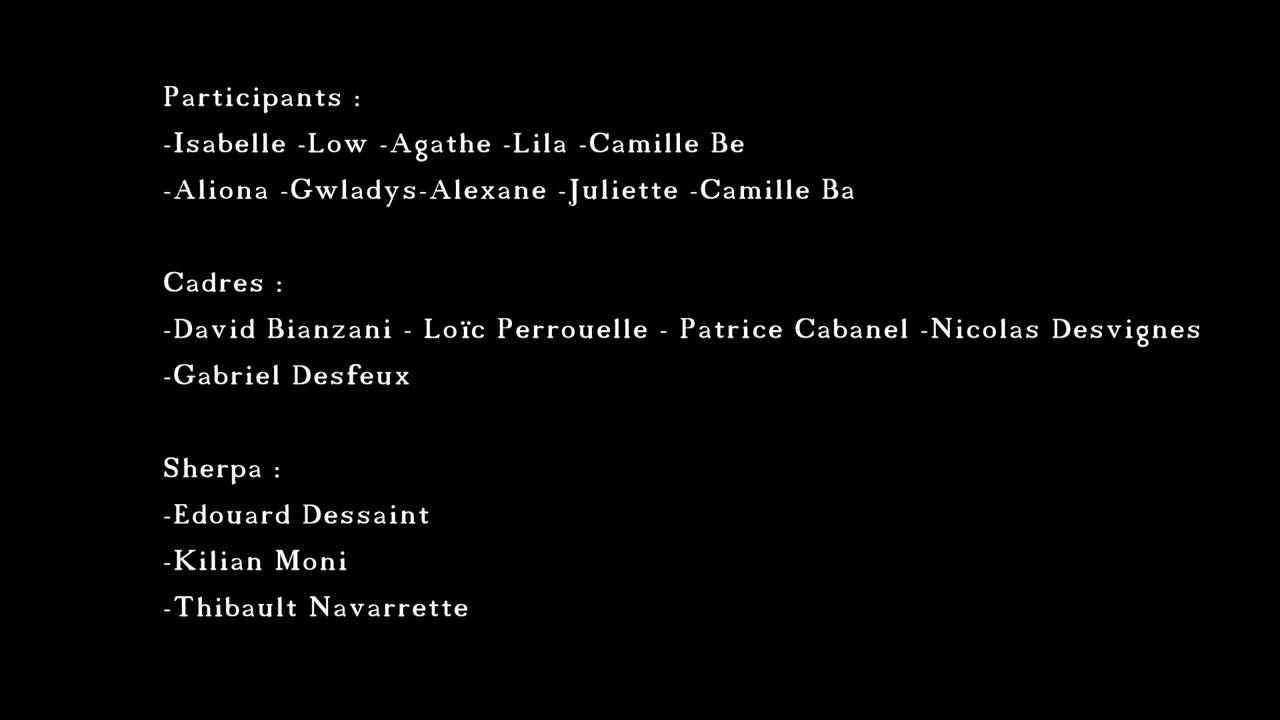 Participants :
-Isabelle -Low -Agathe -Lila -Camille Be
-Aliona -Gwladys-Alexane -Juliette -Camille Ba
Cadres :
-David Bianzani - Loïc Perrouelle - Patrice Cabanel -Nicolas Desvignes
-Gabriel Desfeux
Sherpa :
-Edouard Dessaint
-Kilian Moni
-Thibault Navarrette